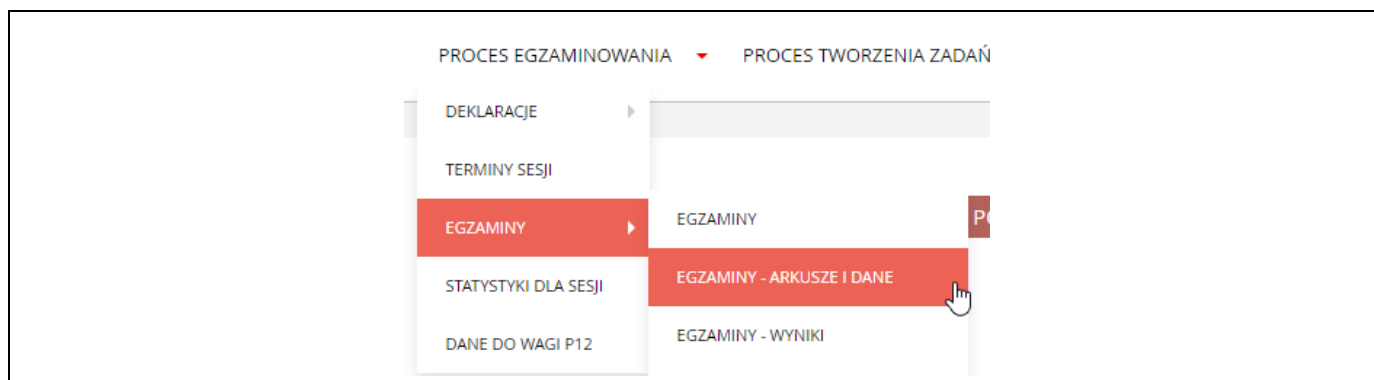 PROCES EGZAMINOWANIA PROCES TWORZENIA ZADAŃ
DEKLARACJE
TERMINY SESJI
EGZAMINY
STATYSTYKI DLA SESJI
DANE DO WAGI P12
EGZAMINY
EGZAMINY - ARKUSZE I DANE
EGZAMINY - WYNIKI